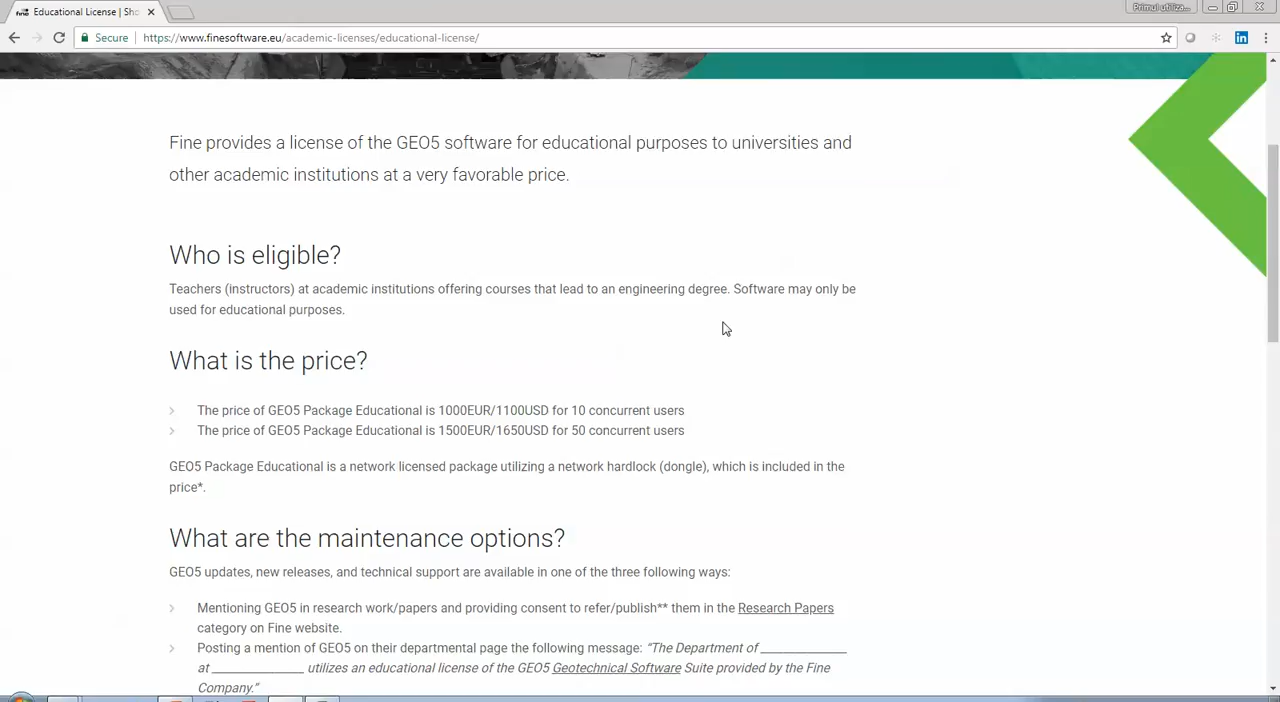 fine Educational License | Sho
Primul utiliza...
Secure https://www.finesoftware.eu/academic-licenses/educational-license/
Fine provides a license of the GEO5 software for educational purposes to universities and
other academic institutions at a very favorable price.
Who is eligible?
Teachers (instructors) at academic institutions offering courses that lead to an engineering degree. Software may only be
used for educational purposes.
What is the price?
The price of GEO5 Package Educational is 1000EUR/1100USD for 10 concurrent users
The price of GEO5 Package Educational is 1500EUR/1650USD for 50 concurrent users
GEO5 Package Educational is a network licensed package utilizing a network hardlock (dongle), which is included in the
price*.
What are the maintenance options?
GEO5 updates, new releases, and technical support are available in one of the three following ways:
Mentioning GEO5 in research work/papers and providing consent to refer/publish** them in the Research Papers
category on Fine website.
Posting a mention of GEO5 on their departmental page the following message: “The Department of ______________
at _______________ utilizes an educational license of the GEO5 Geotechnical Software Suite provided by the Fine
Company.”